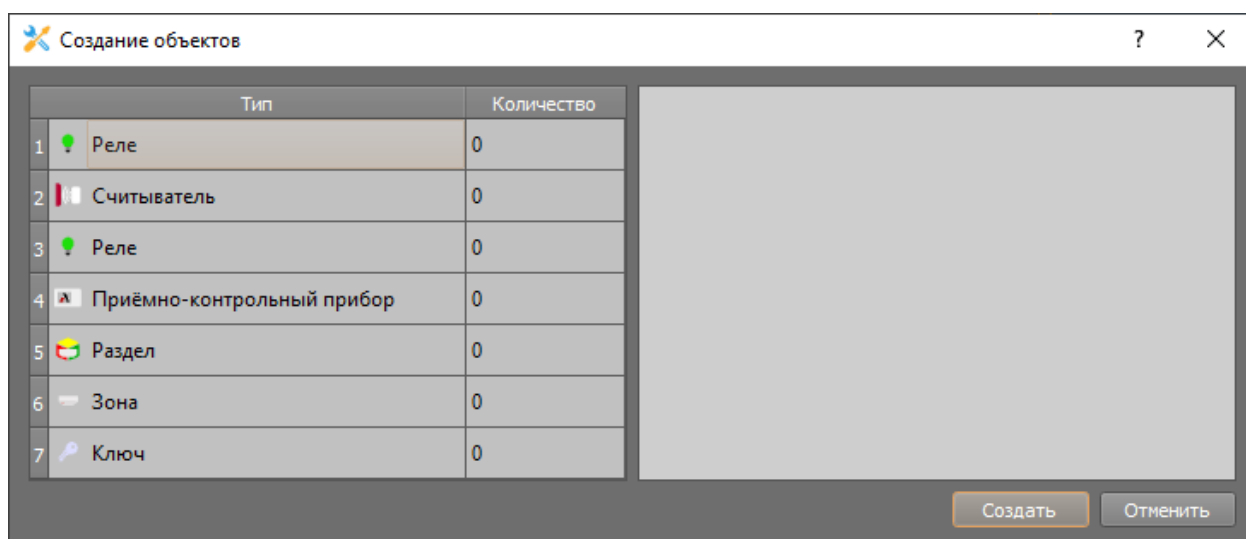 Создание объектов ?
Тип Количество
1 Реле 0
2 Считыватель 0
3 Реле 0
4 Приёмно-контрольный прибор 0
5 Раздел 0
6 Зона 0
7 Ключ 0
Создать Отменить